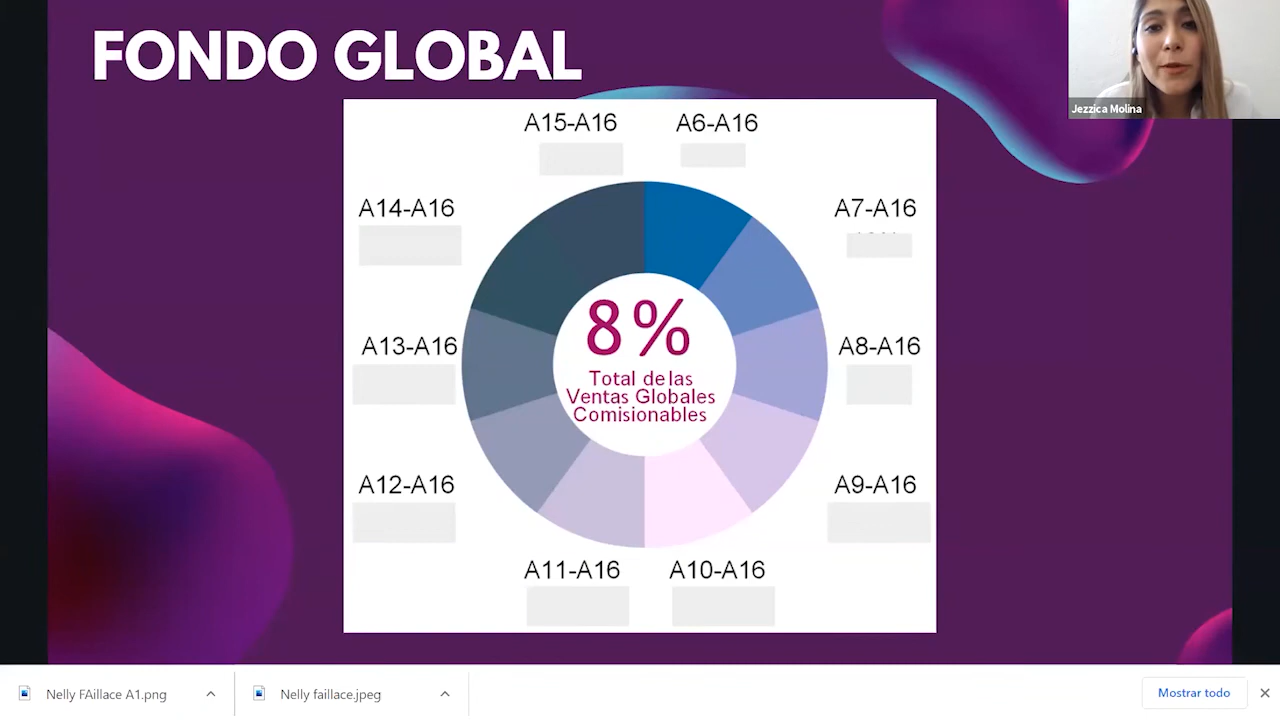 FONDO GLOBAL
Jezzica Molina
A15-A16
A6-A16
A14-A16
A7-A16
8%
Total de las
Ventas Globales
Comisionables
A13-A16
A8-A16
A12-A16
A9-A16
A11-A16
A10-A16
Nelly FAillace A1.png
Nelly faillace.jpeg
Mostrar todo